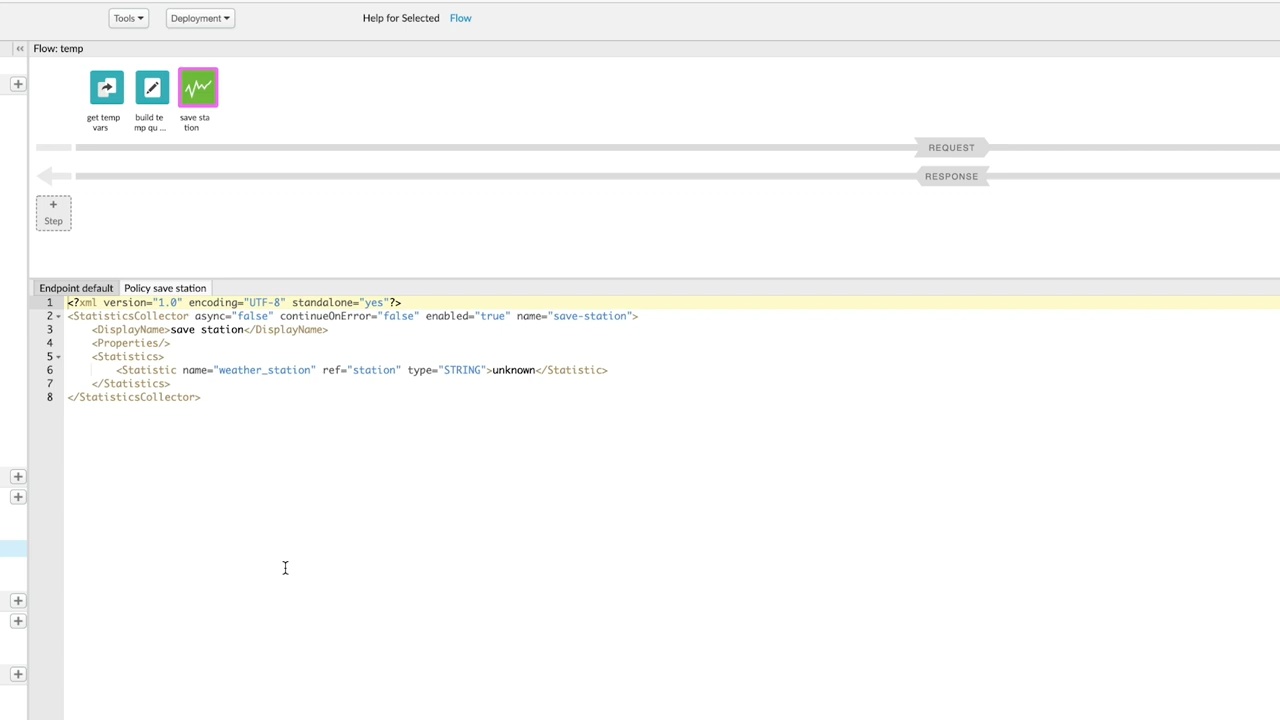 Tools Deployment Help for Selected Flow
Flow: temp
get temp vars
build te mp qu ...
save sta tion
REQUEST
RESPONSE
+
Step
Endpoint default Policy save station
1 <?xml version="1.0" encoding="UTF-8" standalone="yes"?>
2 <StatisticsCollector async="false" continueOnError="false" enabled="true" name="save-station">
3 <DisplayName>save station</DisplayName>
4 <Properties/>
5 <Statistics>
6 <Statistic name="weather_station" ref="station" type="STRING">unknown</Statistic>
7 </Statistics>
8 </StatisticsCollector>